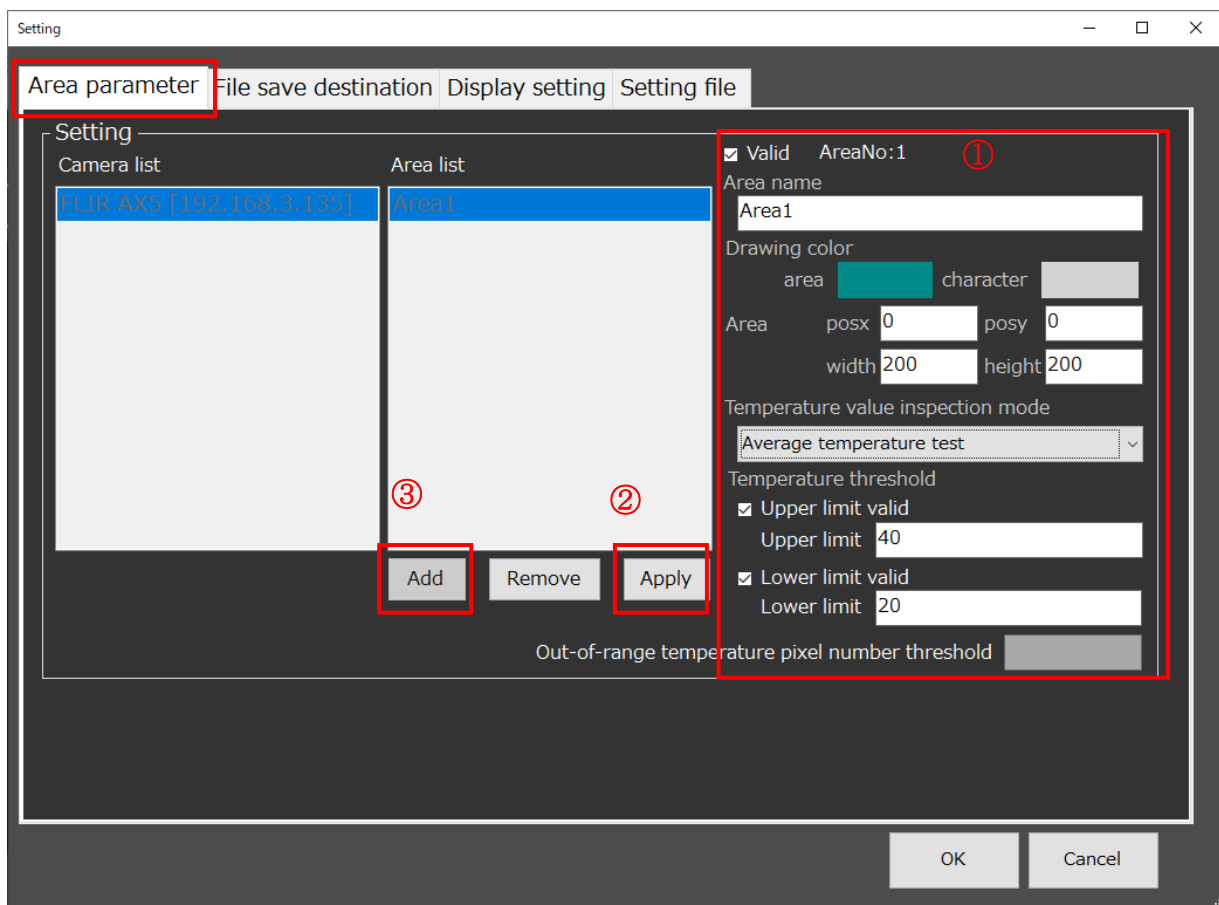 Setting
Area parameter File save destination Display setting Setting file
Setting
Camera list
FLIR AX5 [192.168.3.135]
Area list
Area1
③
②
Add Remove Apply
Valid AreaNo:1 ①
Area name
Area1
Drawing color
area character
Area posx 0 posy 0
width 200 height 200
Temperature value inspection mode
Average temperature test
Temperature threshold
Upper limit valid
Upper limit 40
Lower limit valid
Lower limit 20
Out-of-range temperature pixel number threshold
OK Cancel